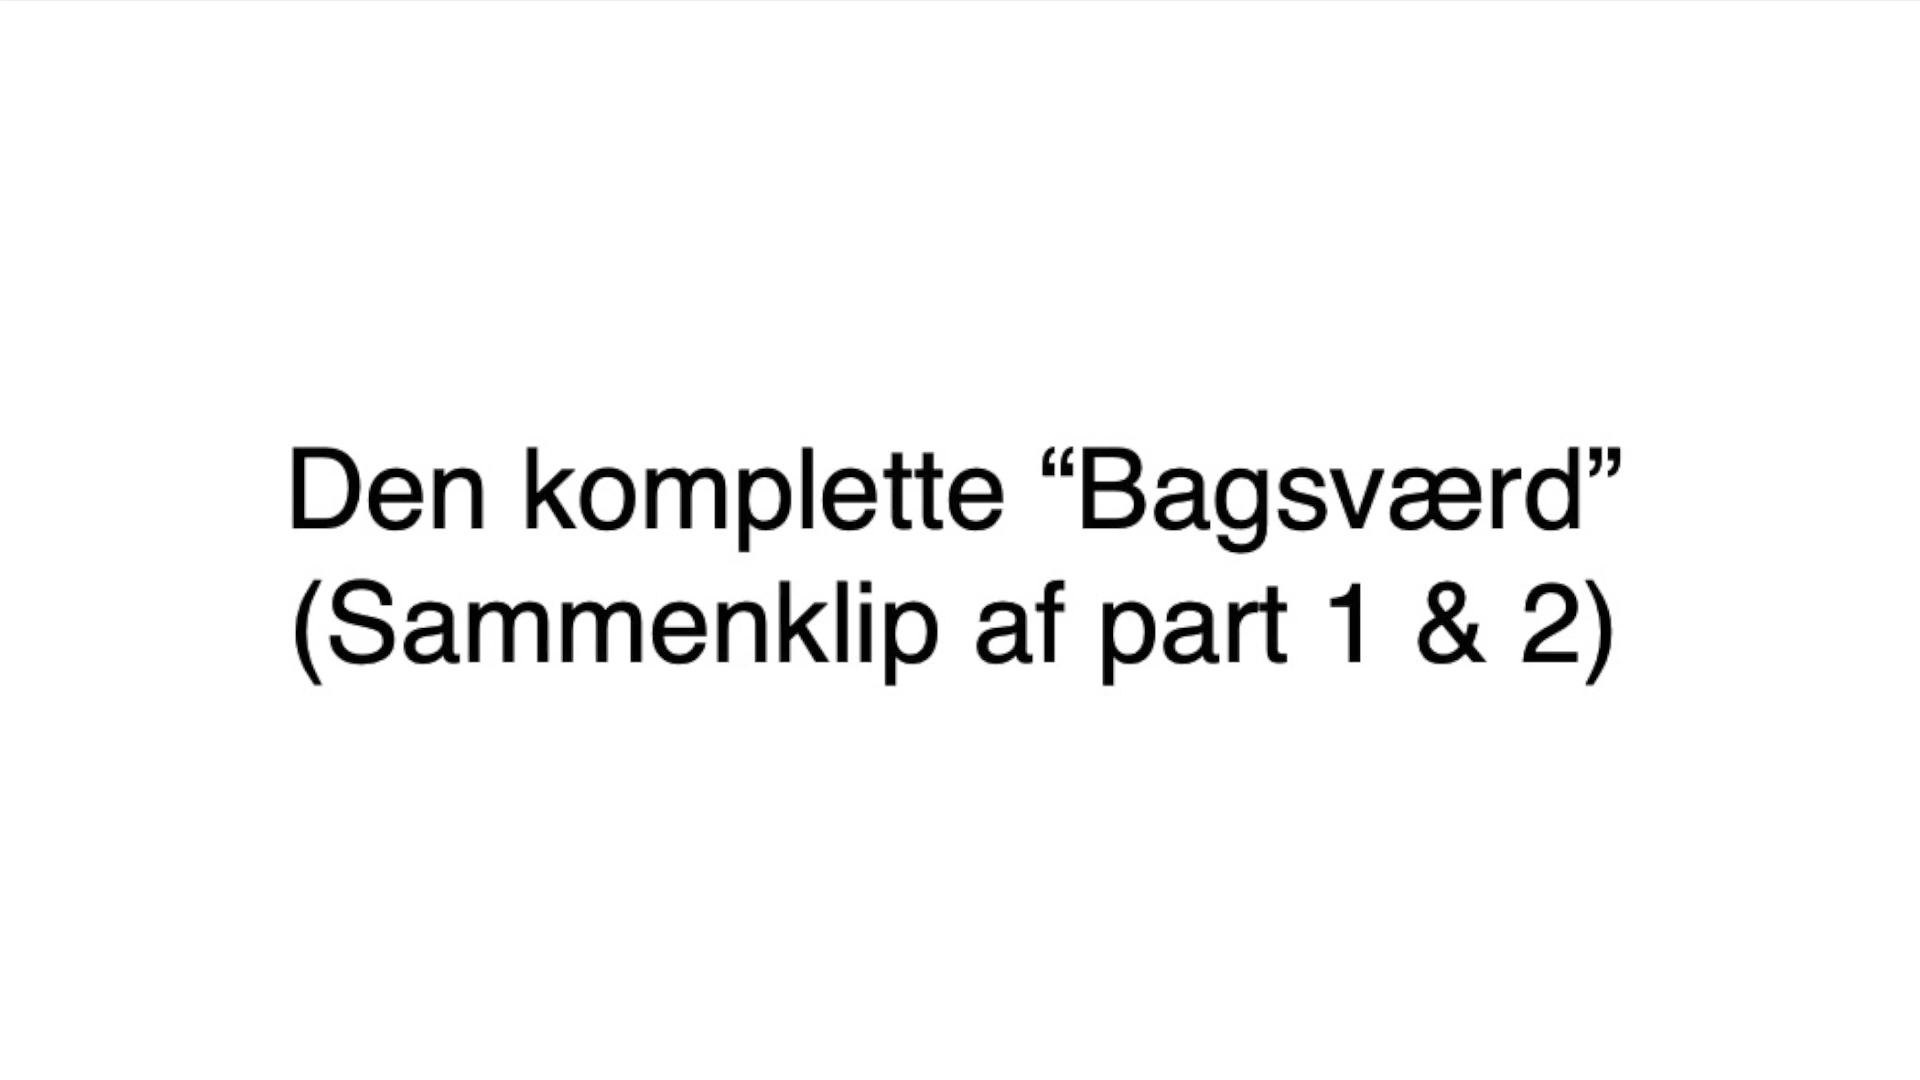 Den komplette “Bagsværd”
(Sammenklip af part 1 & 2)